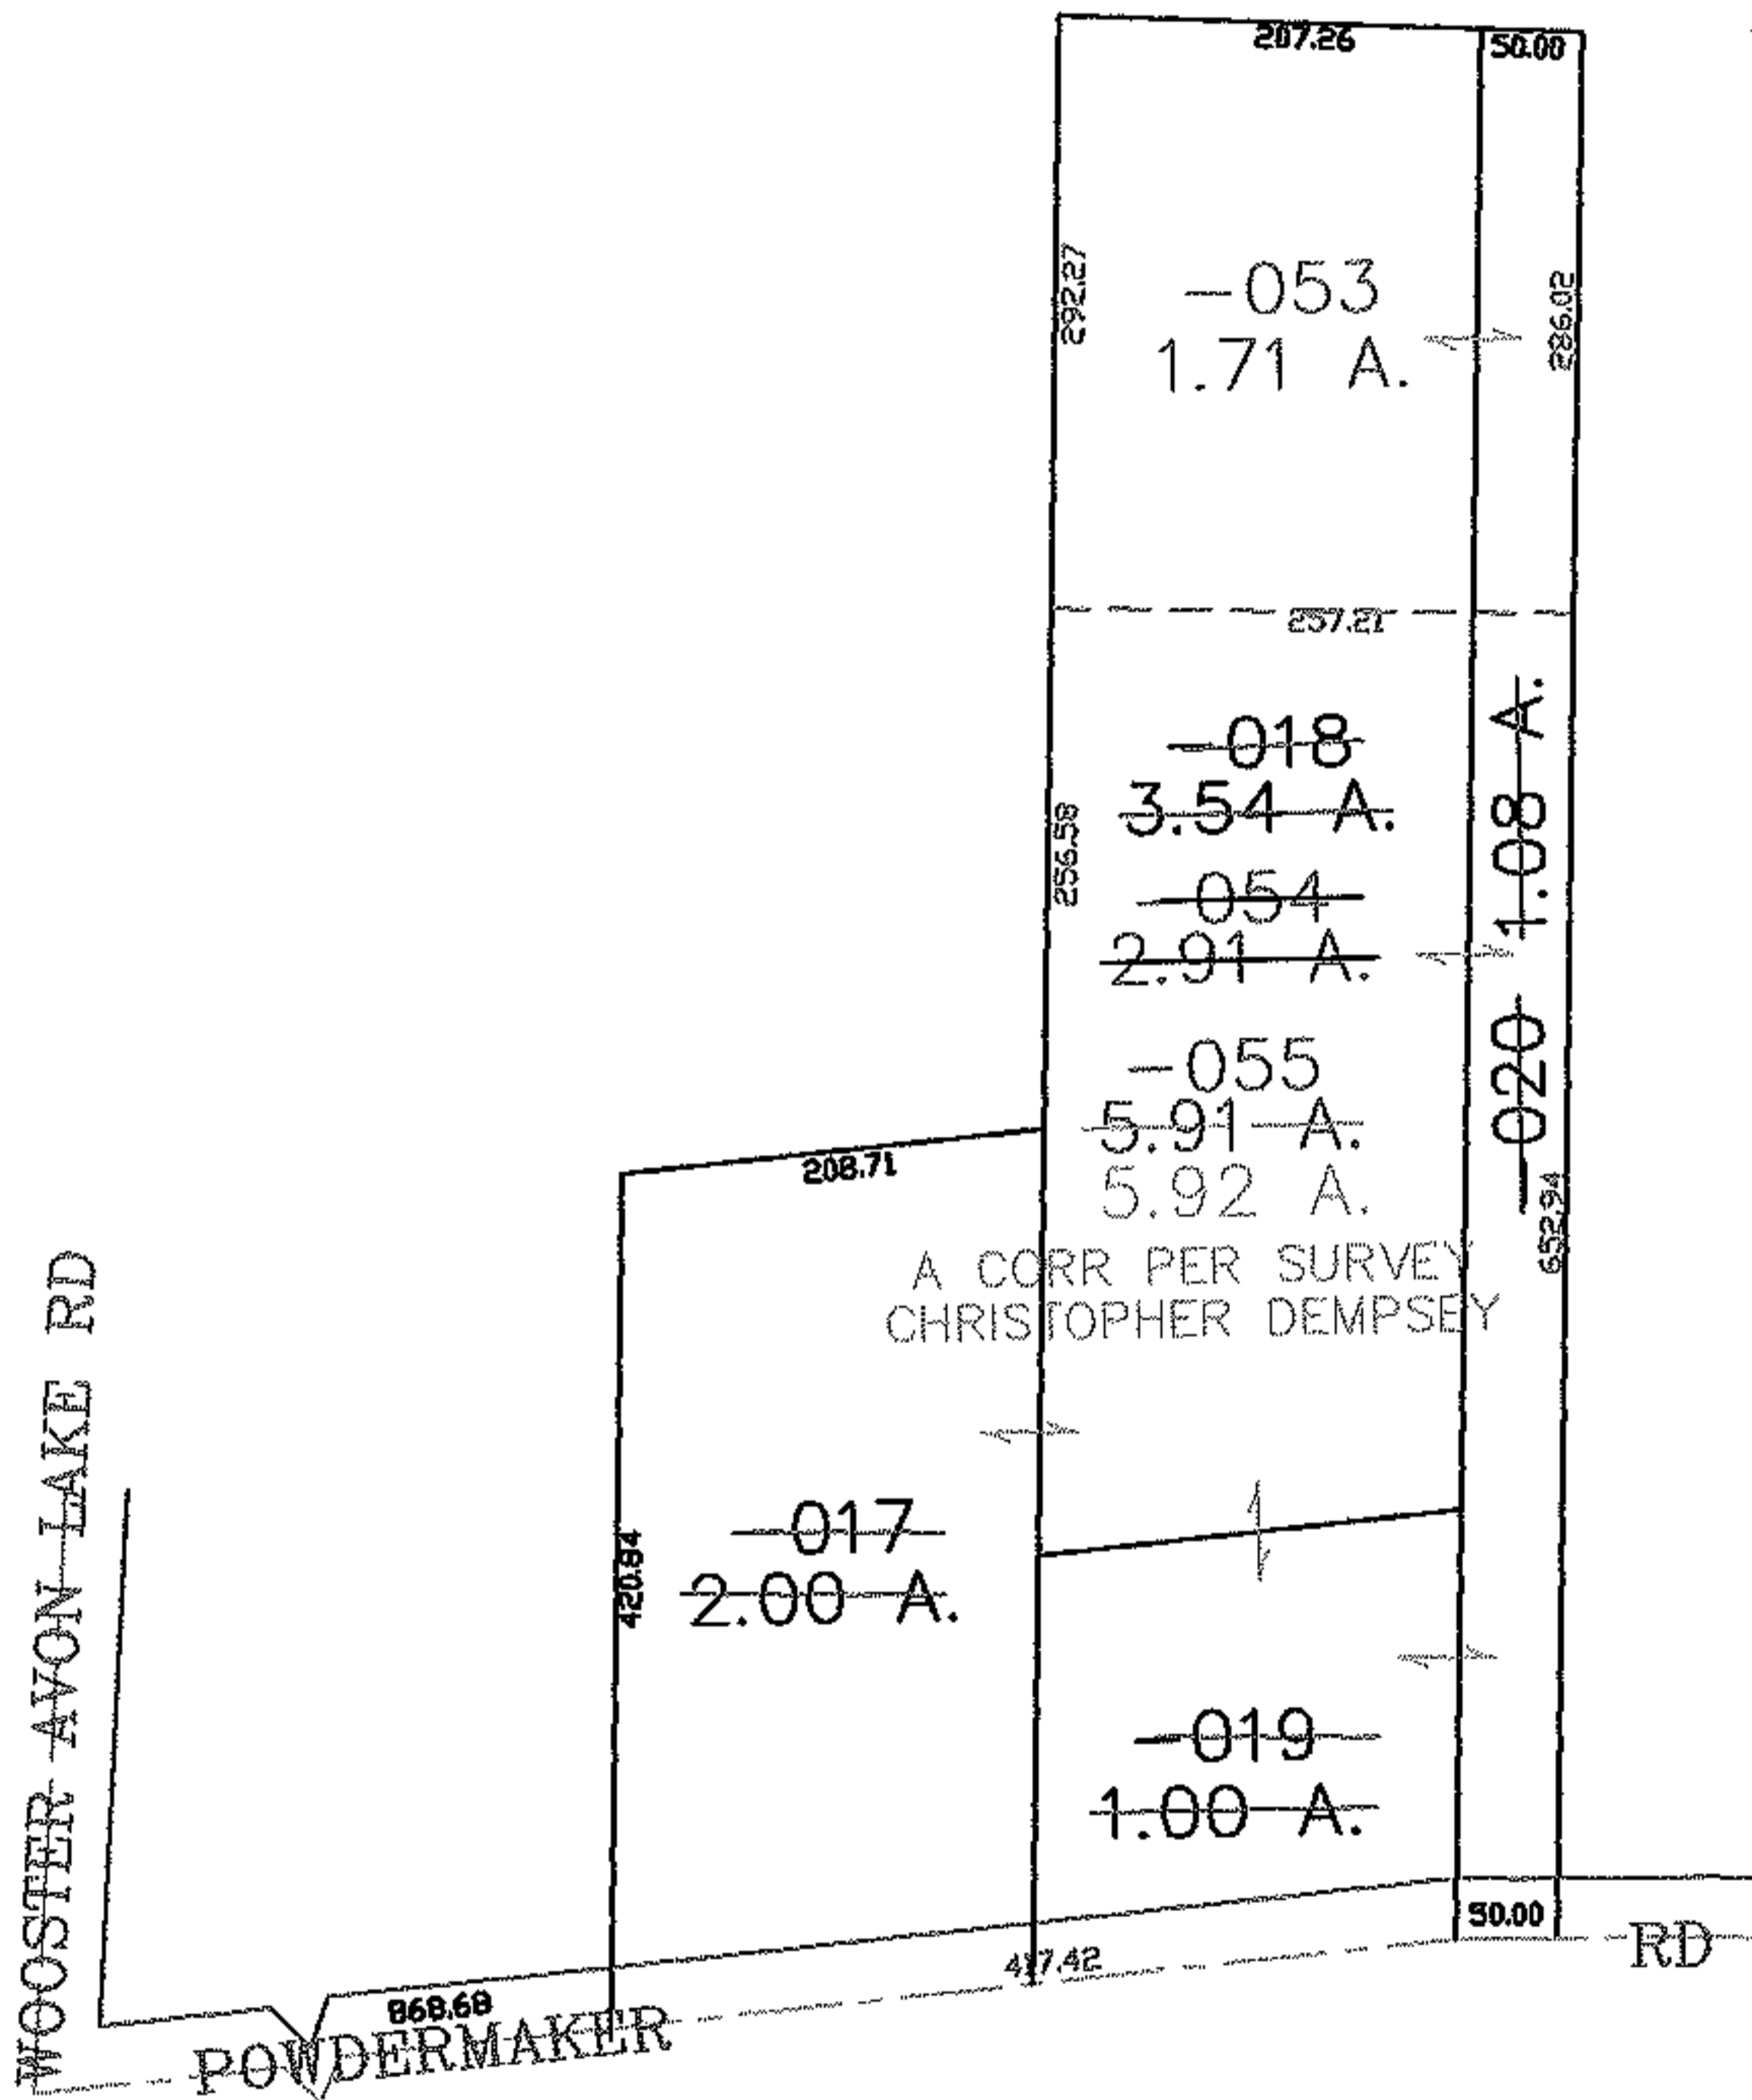 207.26
50.00
292.27
-053
1.71 A.
286.02
257.21
-018
3.54 A.
256.58
-054
2.91 A.
-020 1.08 A.
-055
5.91 A.
5.92 A.
208.71
652.94
A CORR PER SURVEY
CHRISTOPHER DEMPSEY
WOOSTER AVON LAKE RD
420.84
-017
2.00 A.
-019
1.00 A.
50.00
417.42
868.68
POWDERMAKER RD